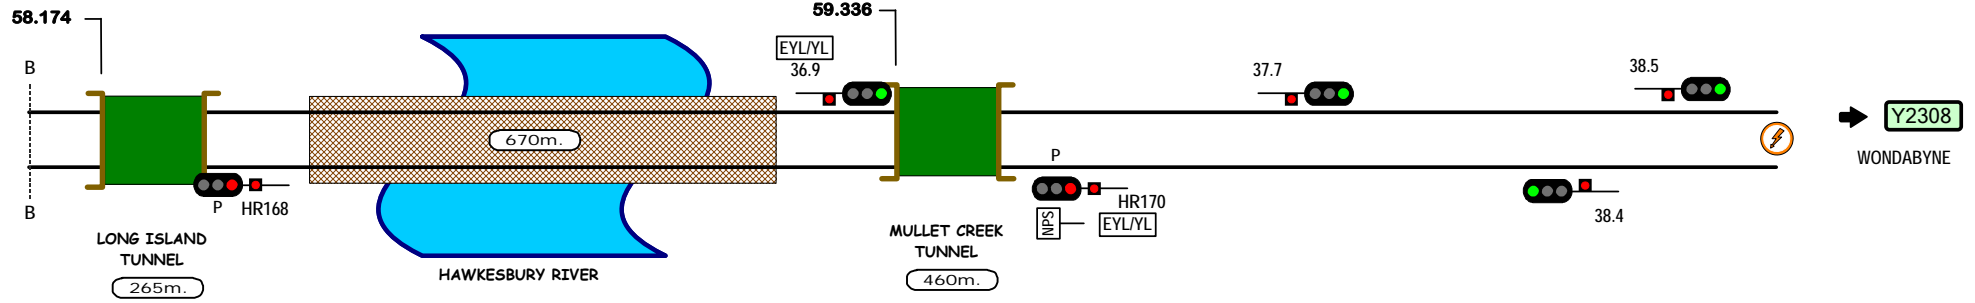 58.174
59.336
EYL/YL
36.9
37.7
38.5
B
Y2308
670m.
P
WONDABYNE
B
P
HR168
HR170
38.4
NPS
EYL/YL
LONG ISLAND
TUNNEL
265m.
HAWKESBURY RIVER
MULLET CREEK
TUNNEL
460m.